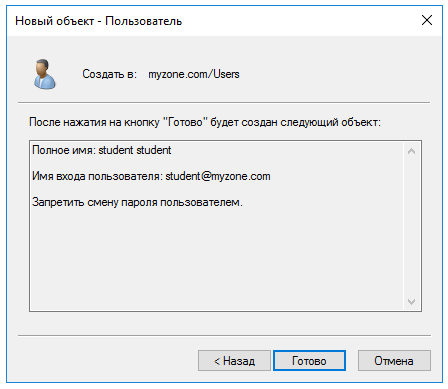 Новый объект - Пользователь
Создать в: myzone.com/Users
После нажатия на кнопку "Готово" будет создан следующий объект:
Полное имя: student student
Имя входа пользователя: student@myzone.com
Запретить смену пароля пользователем.
< Назад Готово Отмена